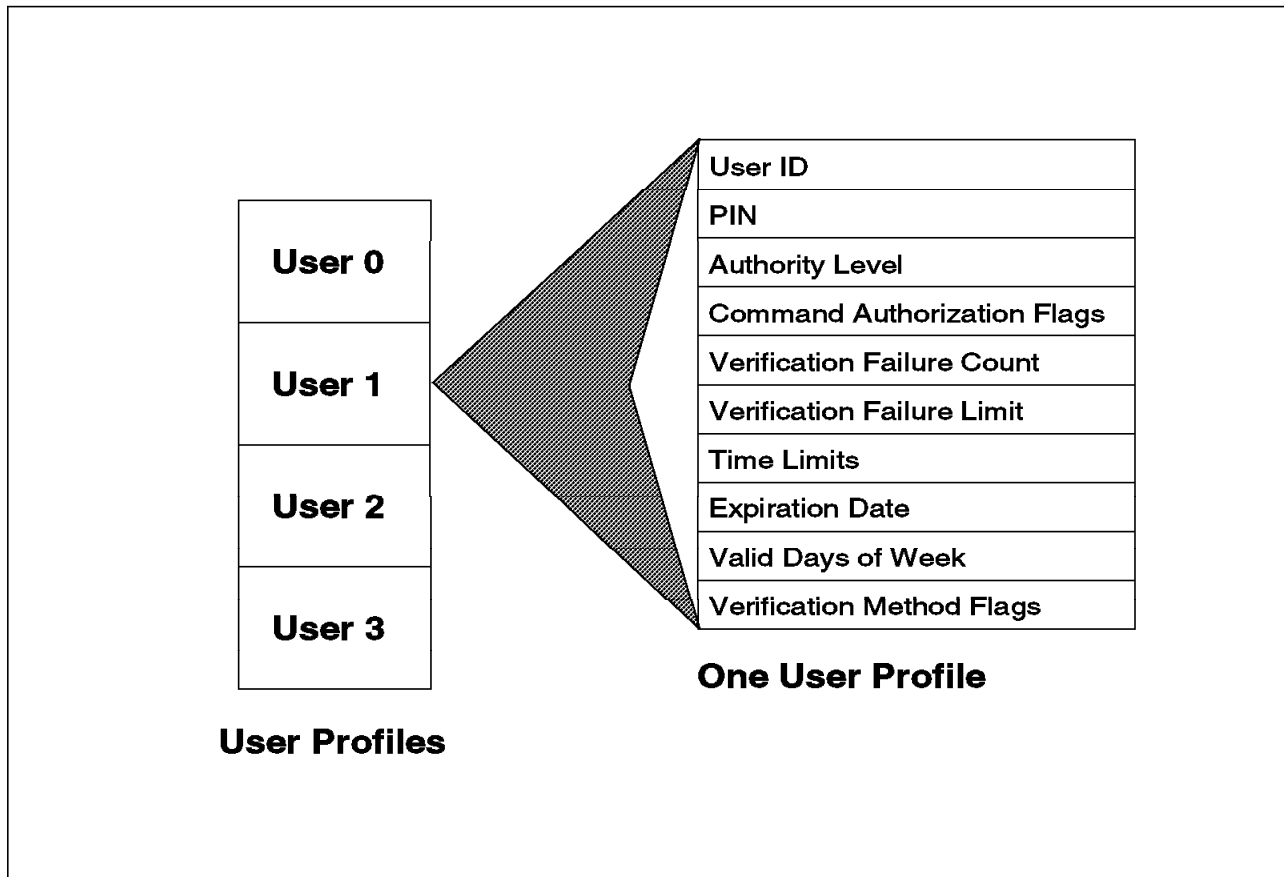 User 0
User 1
User 2
User 3
User Profiles
User ID
PIN
Authority Level
Command Authorization Flags
Verification Failure Count
Verification Failure Limit
Time Limits
Expiration Date
Valid Days of Week
Verification Method Flags
One User Profile